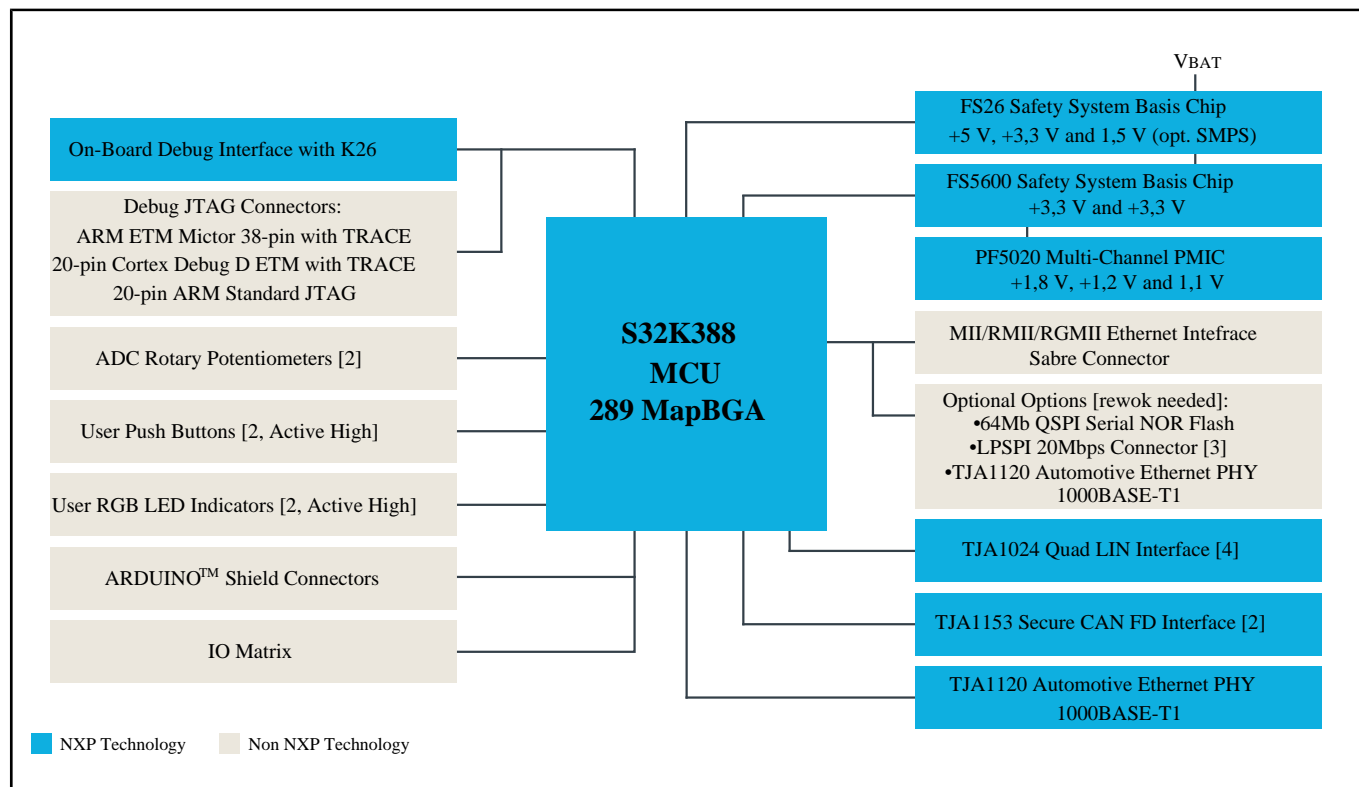 VBAT
On-Board Debug Interface with K26
Debug JTAG Connectors:
ARM ETM Mictor 38-pin with TRACE
20-pin Cortex Debug D ETM with TRACE
20-pin ARM Standard JTAG
ADC Rotary Potentiometers [2]
User Push Buttons [2, Active High]
User RGB LED Indicators [2, Active High]
ARDUINO™ Shield Connectors
IO Matrix
S32K388
MCU
289 MapBGA
FS26 Safety System Basis Chip
+5 V, +3,3 V and 1,5 V (opt. SMPS)
FS5600 Safety System Basis Chip
+3,3 V and +3,3 V
PF5020 Multi-Channel PMIC
+1,8 V, +1,2 V and 1,1 V
MII/RMII/RGMII Ethernet Intefrace
Sabre Connector
Optional Options [rewok needed]:
•64Mb QSPI Serial NOR Flash
•LPSPI 20Mbps Connector [3]
•TJA1120 Automotive Ethernet PHY
1000BASE-T1
TJA1024 Quad LIN Interface [4]
TJA1153 Secure CAN FD Interface [2]
TJA1120 Automotive Ethernet PHY
1000BASE-T1
NXP Technology
Non NXP Technology